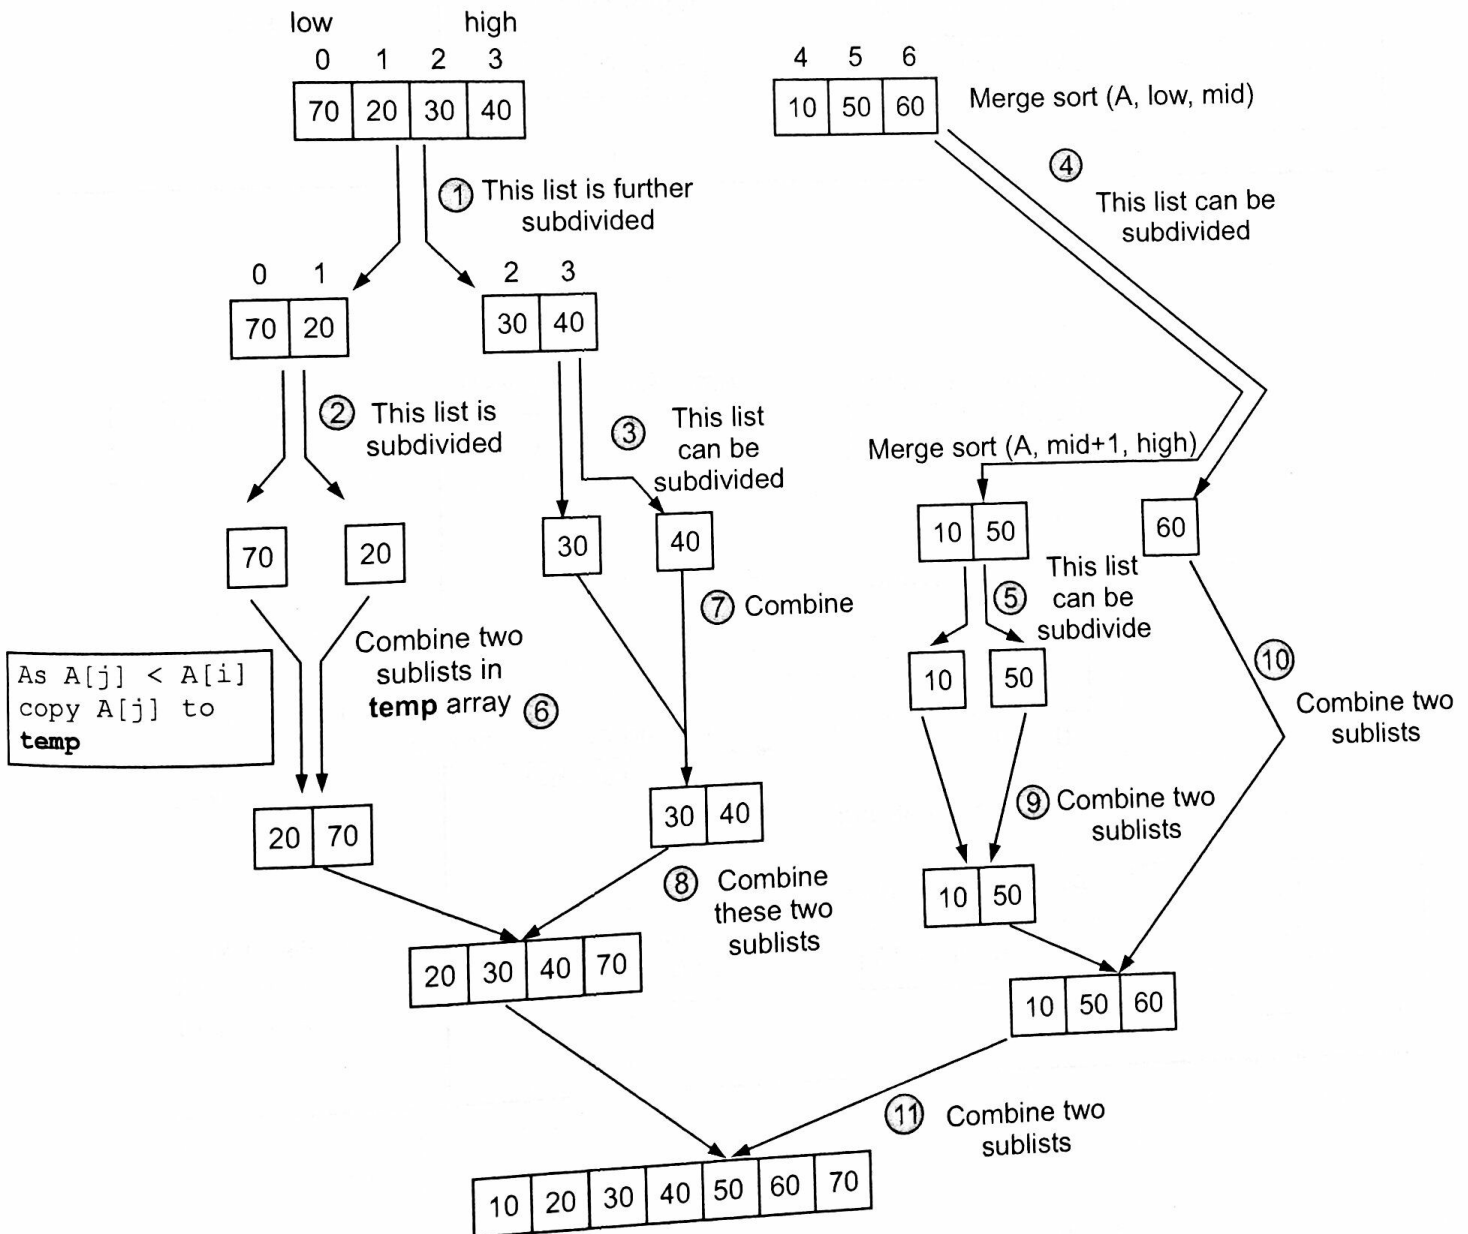 low high
0 1 2 3
70 20 30 40
4 5 6
10 50 60
Merge sort (A, low, mid)
1 This list is further
subdivided
4
This list can be
subdivided
0 1
70 20
2 3
30 40
2 This list is
subdivided
3 This list
can be
subdivided
Merge sort (A, mid+1, high)
70
20
30
40
10 50
60
7 Combine
5 This list
can be
subdivide
As A[j] < A[i]
copy A[j] to
temp
Combine two
sublists in
temp array 6
10
50
10
Combine two
sublists
20 70
30 40
9 Combine two
sublists
8 Combine
these two
sublists
10 50
20 30 40 70
10 50 60
11 Combine two
sublists
10 20 30 40 50 60 70